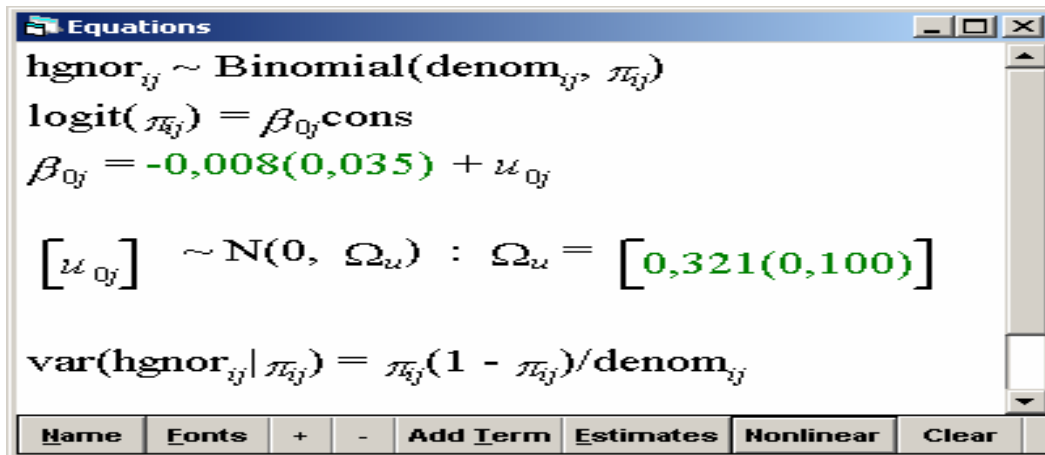 Equations
hgnor_ij ~ Binomial(denom_ij, π_ij)
logit(π_ij) = β_0j cons
β_0j = -0,008(0,035) + u_0j
[u_0j] ~ N(0, Ω_u) : Ω_u = [0,321(0,100)]
var(hgnor_ij|π_ij) = π_ij(1 - π_ij)/denom_ij
Name Fonts + - Add Term Estimates Nonlinear Clear